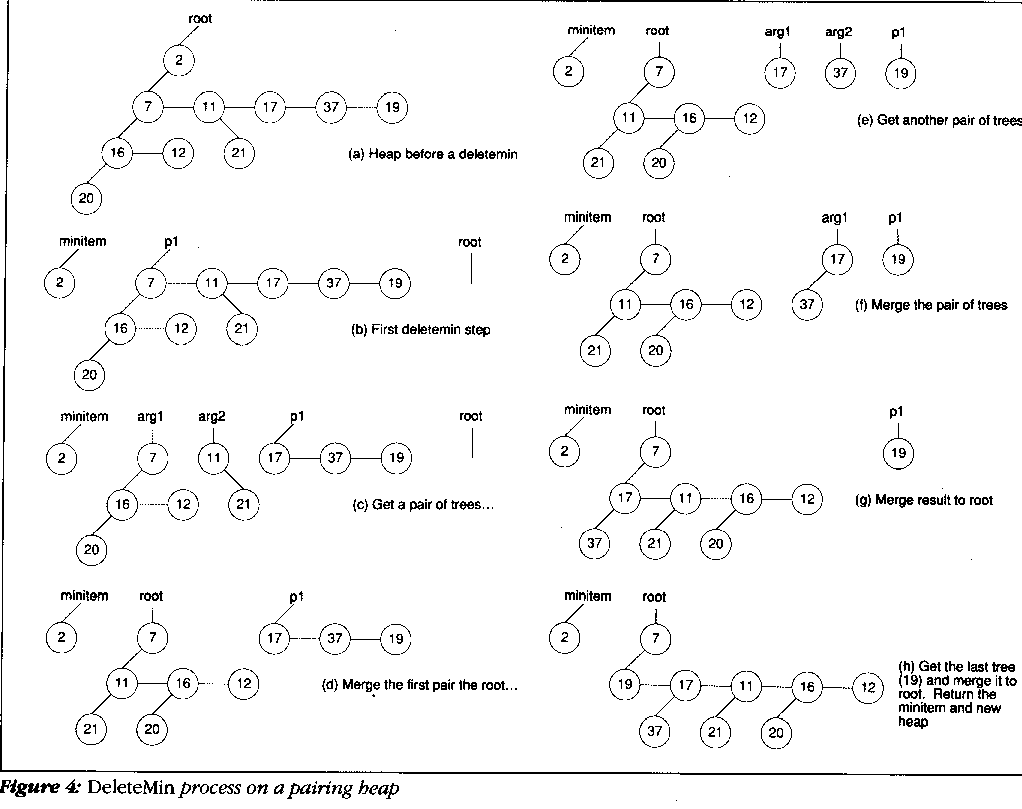 root
2
7 11 17 37 19
16 12 21
(a) Heap before a deletemin
20
minitem p1 root
2 7 11 17 37 19
16 12 21
(b) First deletemin step
20
minitem arg1 arg2 p1 root
2 7 11 17 37 19
16 12 21
(c) Get a pair of trees...
20
minitem root p1
2 7 17 37 19
11 16 12
(d) Merge the first pair the root...
21 20
minitem root arg1 arg2 p1
2 7 17 37 19
11 16 12
(e) Get another pair of trees
21 20
minitem root arg1 p1
2 7 17 19
11 16 12 37
(f) Merge the pair of trees
21 20
minitem root p1
2 7 19
17 11 16 12
(g) Merge result to root
37 21 20
minitem root
2 7
19 17 11 16 12
37 21 20
(h) Get the last tree
(19) and merge it to
root. Return the
minitem and new
heap
Figure 4: DeleteMin process on a pairing heap